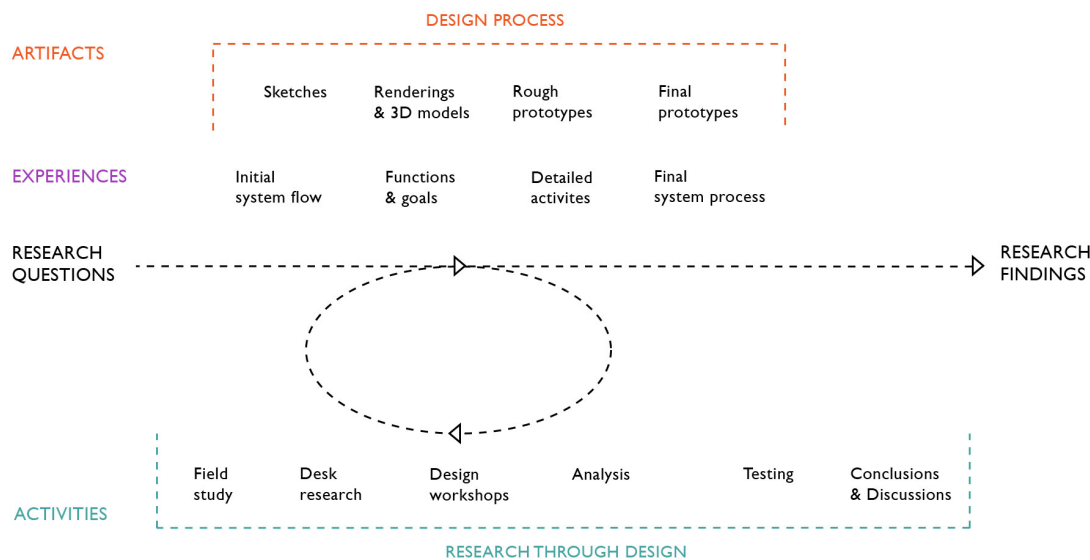 DESIGN PROCESS
ARTIFACTS
Sketches
Renderings
& 3D models
Rough
prototypes
Final
prototypes
EXPERIENCES
Initial
system flow
Functions
& goals
Detailed
activites
Final
system process
RESEARCH
QUESTIONS
RESEARCH
FINDINGS
Field
study
Desk
research
Design
workshops
Analysis
Testing
Conclusions
& Discussions
ACTIVITIES
RESEARCH THROUGH DESIGN